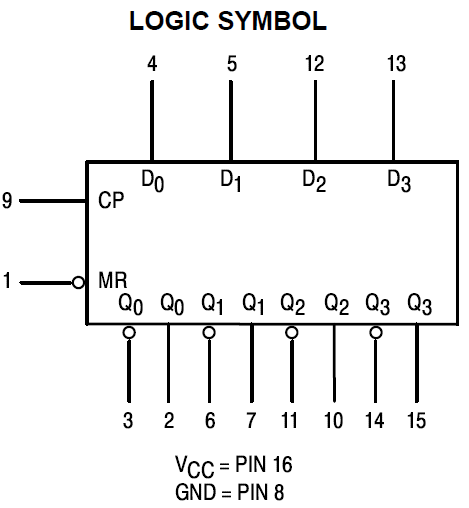 LOGIC SYMBOL
4 5 12 13
D0 D1 D2 D3
9 CP
1 MR
Q0 Q0 Q1 Q1 Q2 Q2 Q3 Q3
3 2 6 7 11 10 14 15
VCC = PIN 16
GND = PIN 8